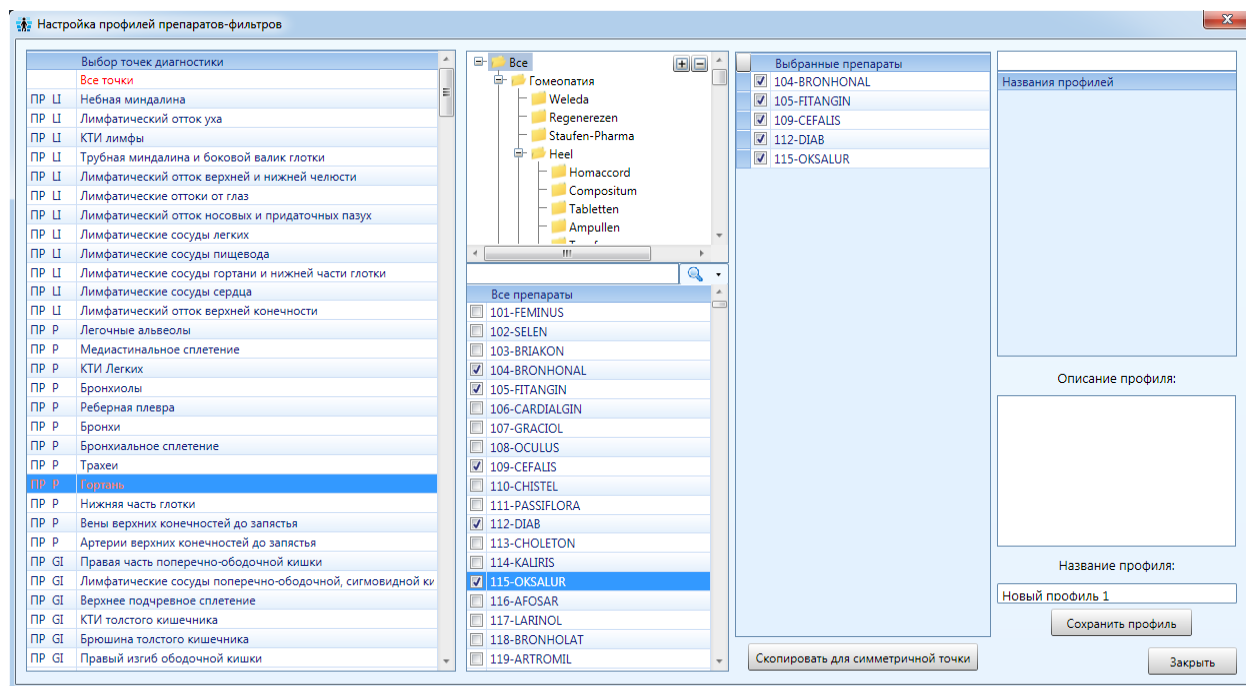 Настройка профилей препаратов-фильтров
Выбор точек диагностики
Все точки
ПР LI Небная миндалина
ПР LI Лимфатический отток уха
ПР LI КТИ лимфы
ПР LI Трубная миндалина и боковой валик глотки
ПР LI Лимфатический отток верхней и нижней челюсти
ПР LI Лимфатические оттоки от глаз
ПР LI Лимфатический отток носовых и придаточных пазух
ПР LI Лимфатические сосуды легких
ПР LI Лимфатические сосуды пищевода
ПР LI Лимфатические сосуды гортани и нижней части глотки
ПР LI Лимфатические сосуды сердца
ПР LI Лимфатический отток верхней конечности
ПР P Легочные альвеолы
ПР P Медиастинальное сплетение
ПР P КТИ Легких
ПР P Бронхиолы
ПР P Реберная плевра
ПР P Бронхи
ПР P Бронхиальное сплетение
ПР P Трахеи
ПР P Гортань
ПР P Нижняя часть глотки
ПР P Вены верхних конечностей до запястья
ПР P Артерии верхних конечностей до запястья
ПР GI Правая часть поперечно-ободочной кишки
ПР GI Лимфатические сосуды поперечно-ободочной, сигмовидной ки
ПР GI Верхнее подчревное сплетение
ПР GI КТИ толстого кишечника
ПР GI Брюшина толстого кишечника
ПР GI Правый изгиб ободочной кишки
Все
Гомеопатия
Weleda
Regenerezen
Staufen-Pharma
Heel
Homaccord
Compositum
Tabletten
Ampullen
Все препараты
101-FEMINUS
102-SELEN
103-BRIAKON
104-BRONHONAL
105-FITANGIN
106-CARDIALGIN
107-GRACIOL
108-OCULUS
109-CEFALIS
110-CHISTEL
111-PASSIFLORA
112-DIAB
113-CHOLETON
114-KALIRIS
115-OKSALUR
116-AFOSAR
117-LARINOL
118-BRONHOLAT
119-ARTROMIL
Выбранные препараты
104-BRONHONAL
105-FITANGIN
109-CEFALIS
112-DIAB
115-OKSALUR
Скопировать для симметричной точки
Названия профилей
Описание профиля:
Название профиля:
Новый профиль 1
Сохранить профиль
Закрыть